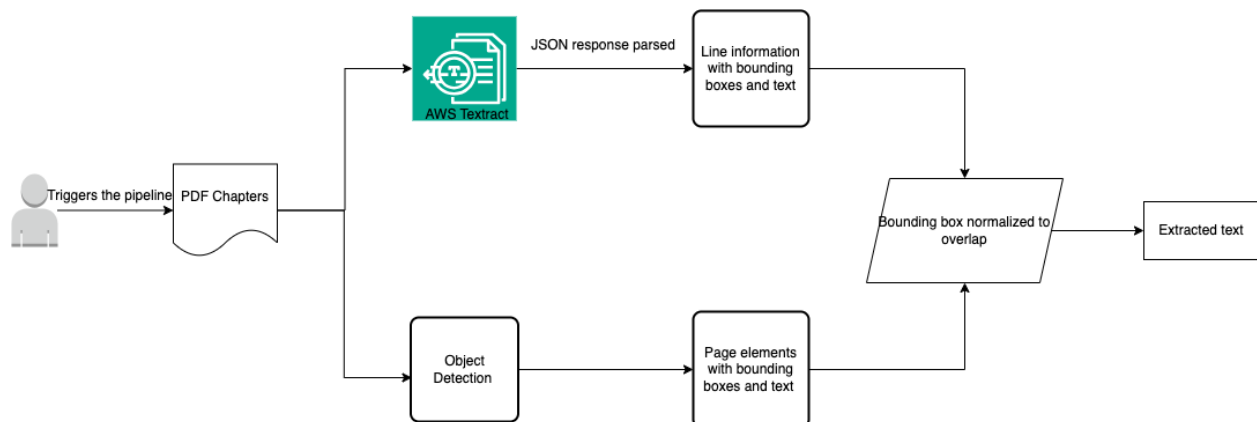 JSON response parsed
Line information
with bounding
boxes and text
AWS Textract
Triggers the pipeline
PDF Chapters
Bounding box normalized to
overlap
Extracted text
Object
Detection
Page elements
with bounding
boxes and text